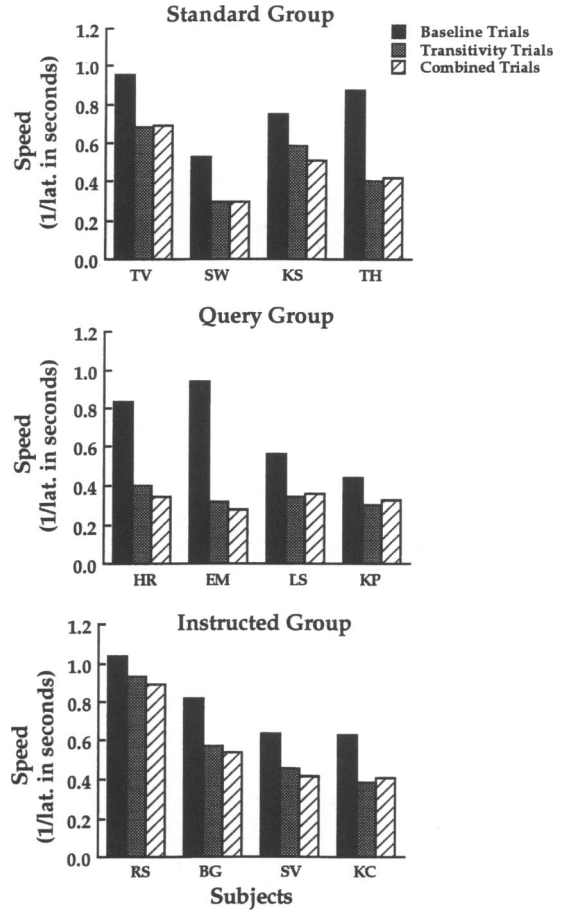 Standard Group
Baseline Trials
Transitivity Trials
Combined Trials
Speed
(1/lat. in seconds)
1.2
1.0
0.8
0.6
0.4
0.2
0.0
TV SW KS TH
Query Group
Speed
(1/lat. in seconds)
1.2
1.0
0.8
0.6
0.4
0.2
0.0
HR EM LS KP
Instructed Group
Speed
(1/lat. in seconds)
1.2
1.0
0.8
0.6
0.4
0.2
0.0
RS BG SV KC
Subjects